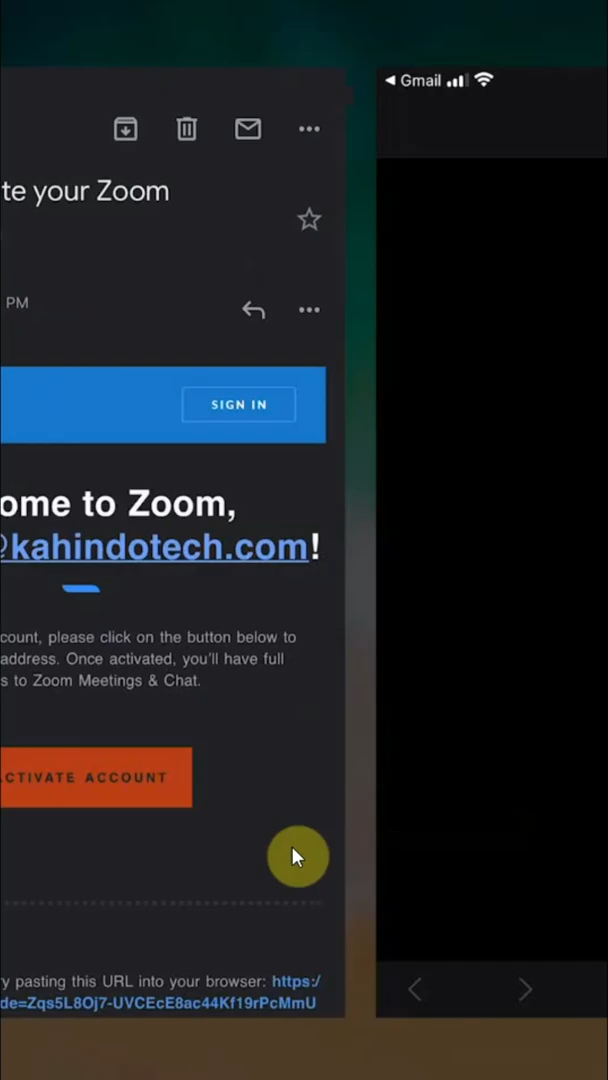 Gmail
te your Zoom
PM
SIGN IN
ome to Zoom,
@kahindotech.com!
count, please click on the button below to
address. Once activated, you'll have full
s to Zoom Meetings & Chat.
ACTIVATE ACCOUNT
ry pasting this URL into your browser: https:/
de=Zqs5L8Oj7-UVCEcE8ac44Kf19rPcMmU